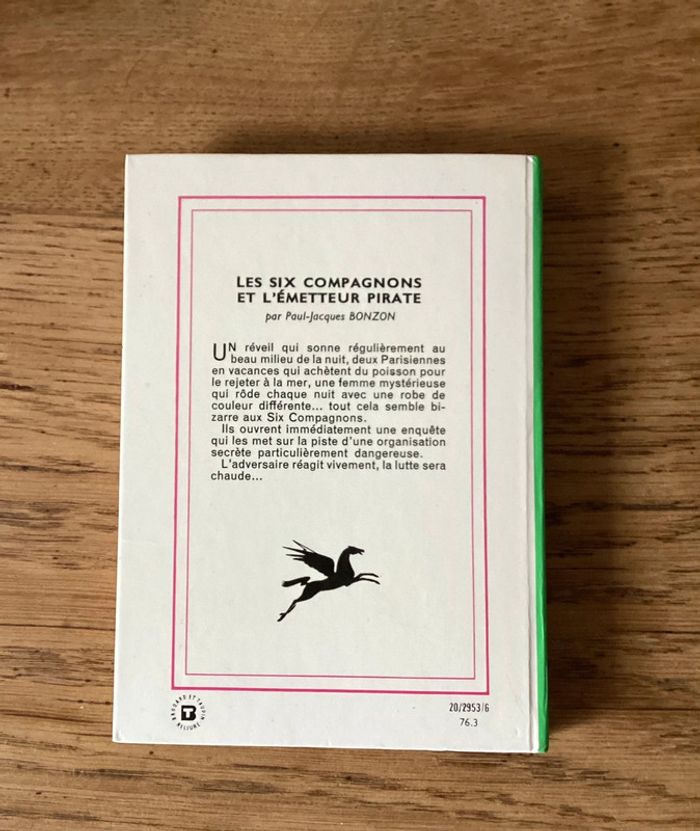 LES SIX COMPAGNONS
ET L'ÉMETTEUR PIRATE
par Paul-Jacques BONZON
UN réveil qui sonne régulièrement au
beau milieu de la nuit, deux Parisiennes
en vacances qui achètent du poisson pour
le rejeter à la mer, une femme mystérieuse
qui rôde chaque nuit avec une robe de
couleur différente... tout cela semble bi-
zarre aux Six Compagnons.
Ils ouvrent immédiatement une enquête
qui les met sur la piste d'une organisation
secrète particulièrement dangereuse.
L'adversaire réagit vivement, la lutte sera
chaude...
BRODARD ET TAUPIN
RELIURE
20/2953/6
76.3